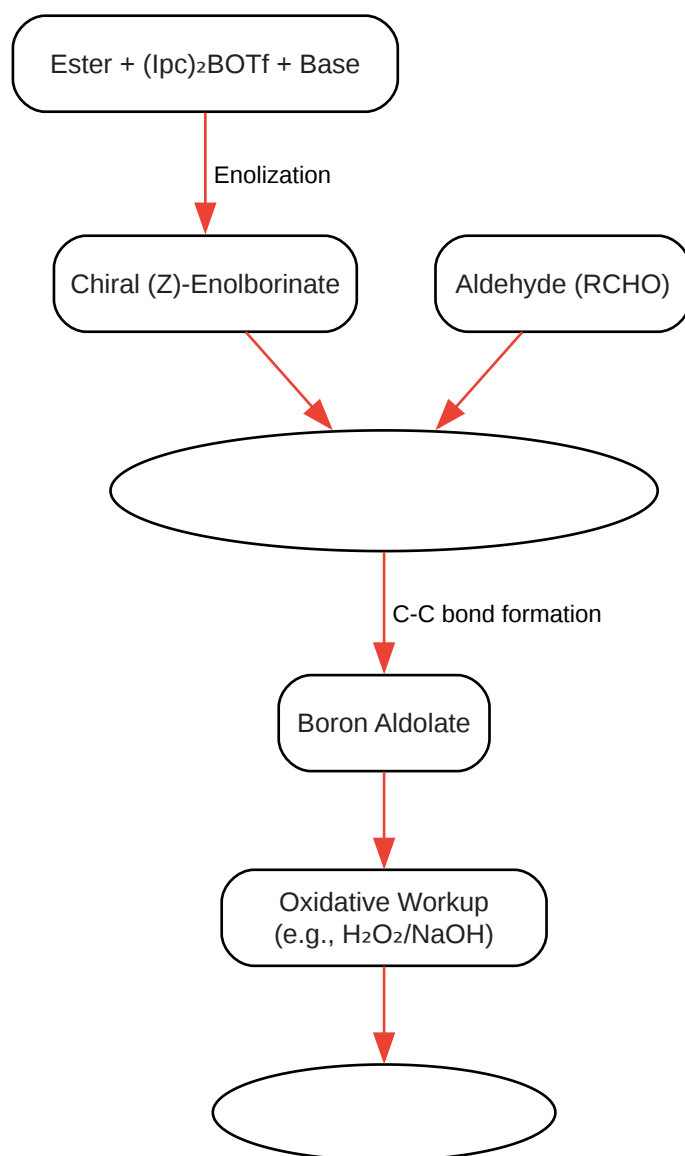 Ester + (Ipc)₂BOTf + Base
Enolization
Chiral (Z)-Enolborinate
Aldehyde (RCHO)
C-C bond formation
Boron Aldolate
Oxidative Workup
(e.g., H₂O₂/NaOH)